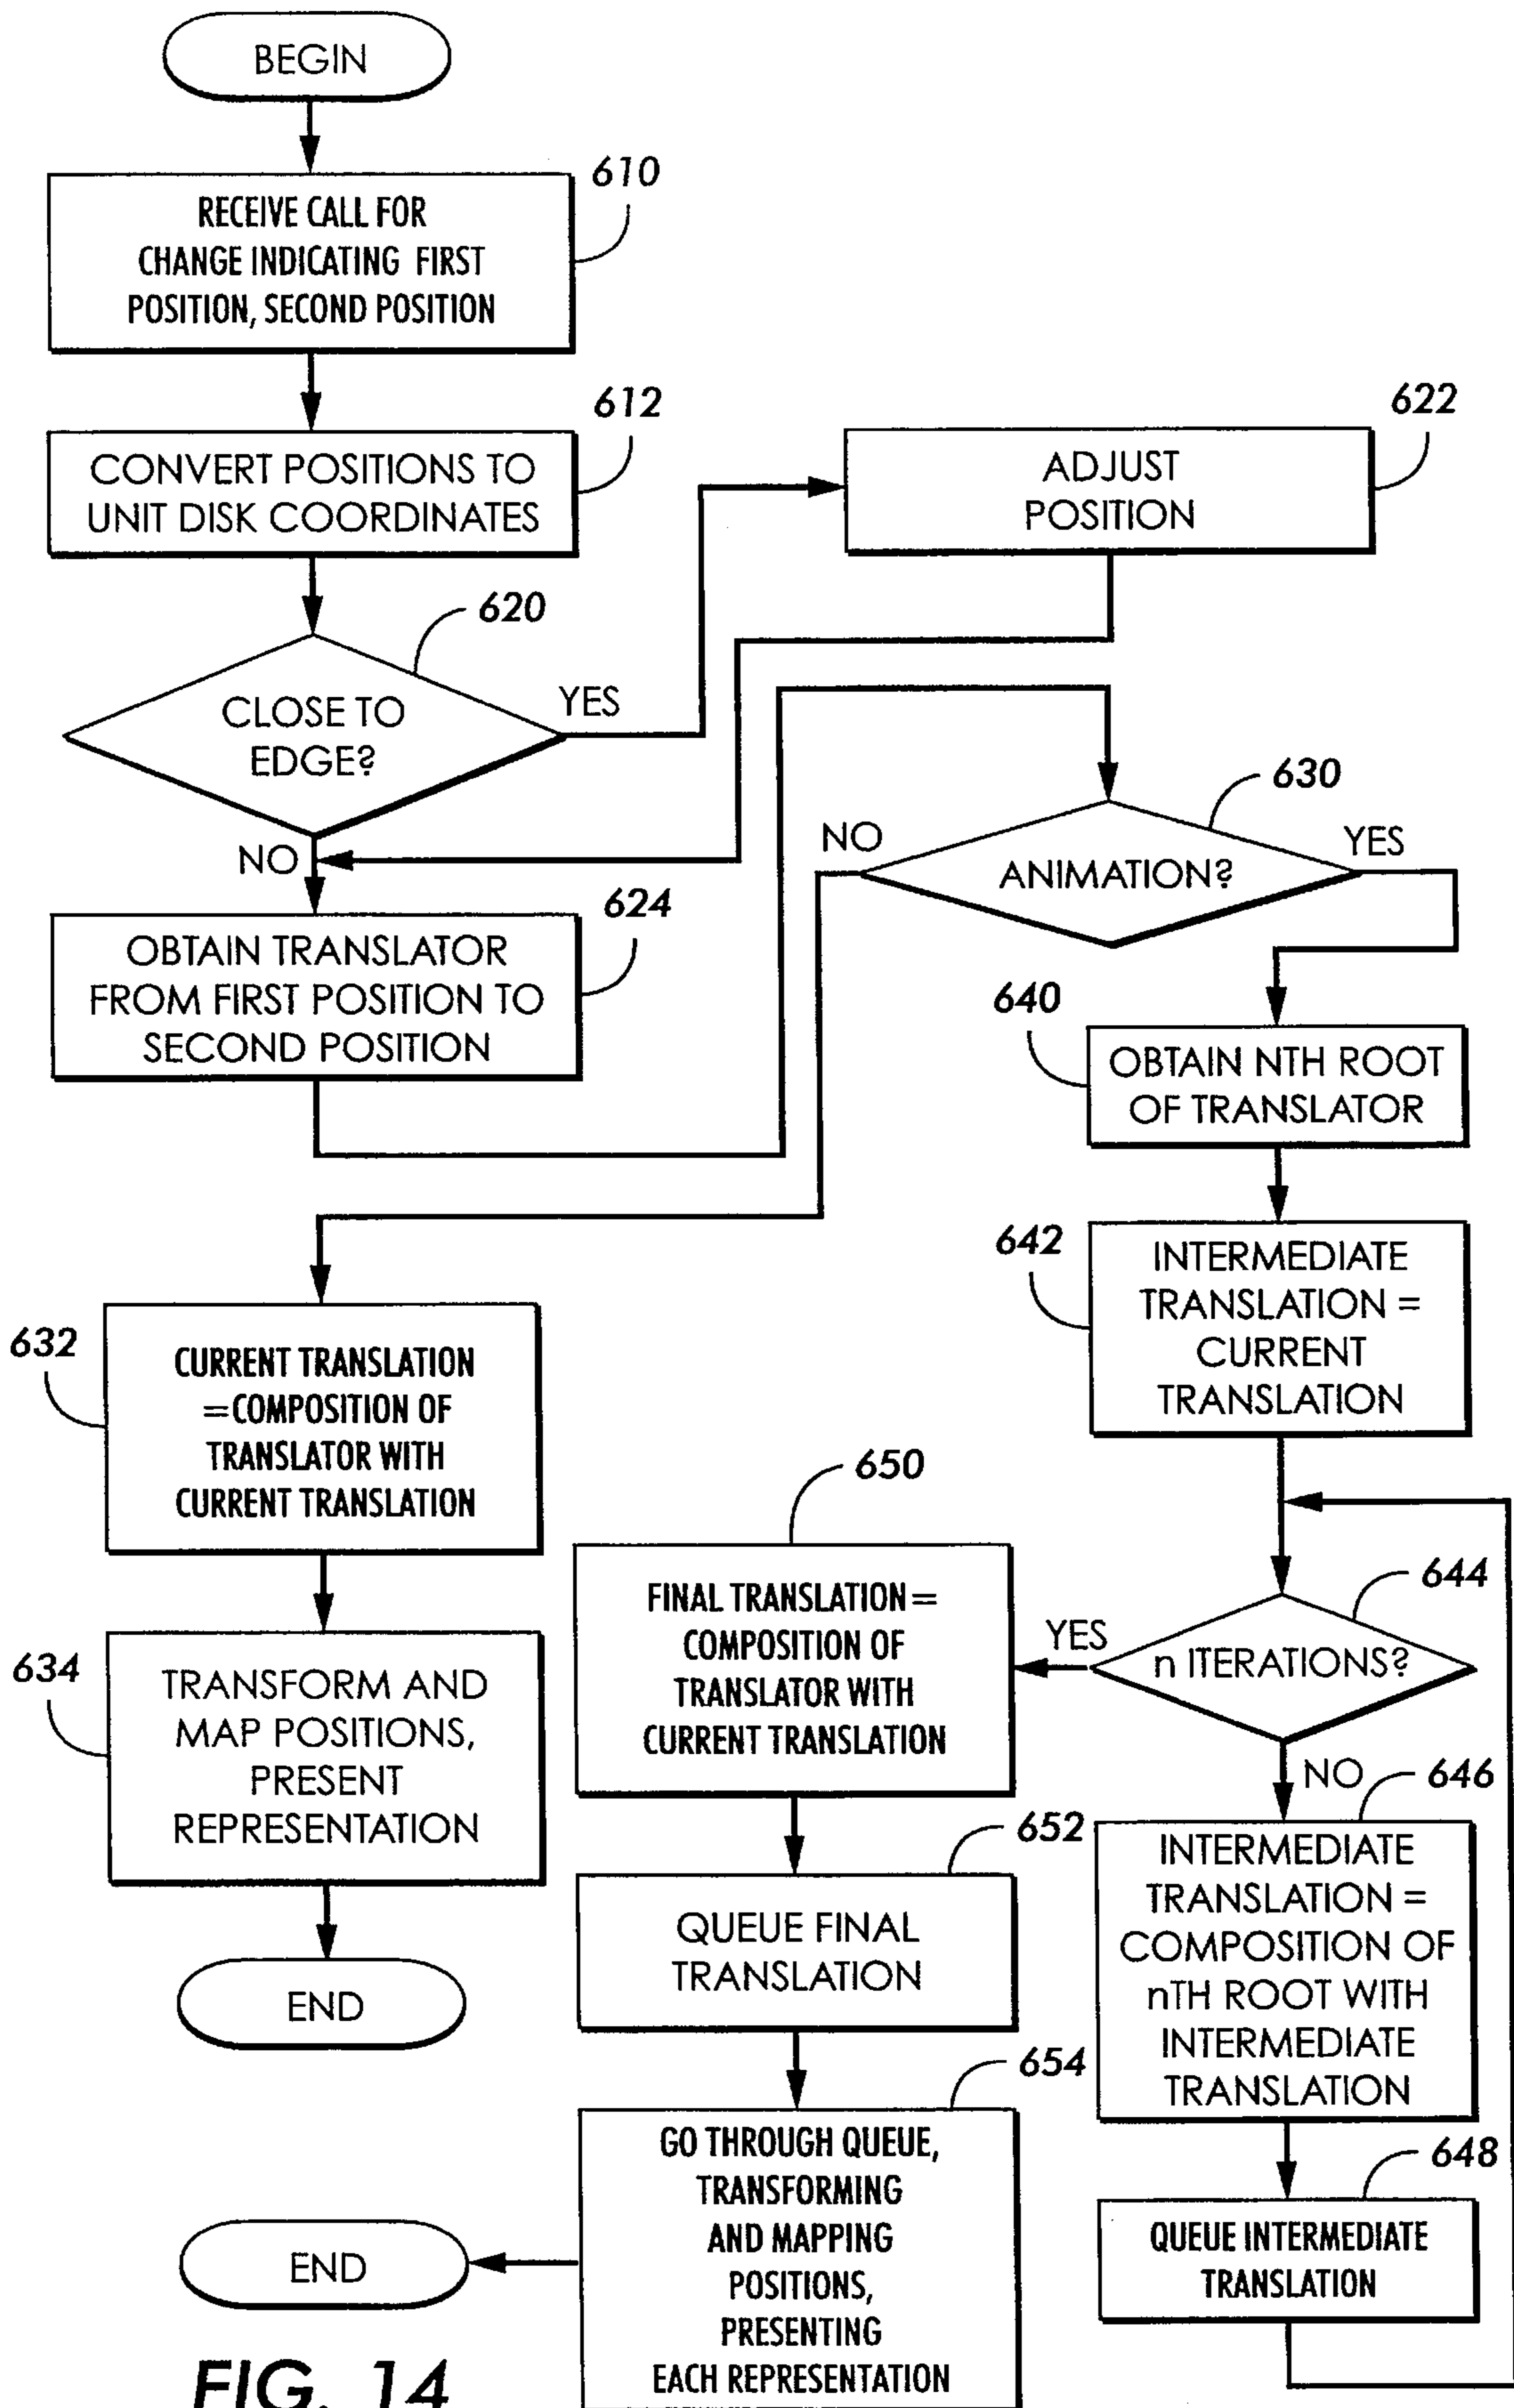 BEGIN
610
RECEIVE CALL FOR
CHANGE INDICATING FIRST
POSITION, SECOND POSITION
612
CONVERT POSITIONS TO
UNIT DISK COORDINATES
622
ADJUST
POSITION
620
CLOSE TO
EDGE?
YES
NO
624
OBTAIN TRANSLATOR
FROM FIRST POSITION TO
SECOND POSITION
630
ANIMATION?
NO
YES
632
CURRENT TRANSLATION
=COMPOSITION OF
TRANSLATOR WITH
CURRENT TRANSLATION
634
TRANSFORM AND
MAP POSITIONS,
PRESENT
REPRESENTATION
END
640
OBTAIN NTH ROOT
OF TRANSLATOR
642
INTERMEDIATE
TRANSLATION =
CURRENT
TRANSLATION
644
n ITERATIONS?
YES
NO
646
INTERMEDIATE
TRANSLATION =
COMPOSITION OF
nTH ROOT WITH
INTERMEDIATE
TRANSLATION
648
QUEUE INTERMEDIATE
TRANSLATION
650
FINAL TRANSLATION =
COMPOSITION OF
TRANSLATOR WITH
CURRENT TRANSLATION
652
QUEUE FINAL
TRANSLATION
654
GO THROUGH QUEUE,
TRANSFORMING
AND MAPPING
POSITIONS,
PRESENTING
EACH REPRESENTATION
END
FIG. 14